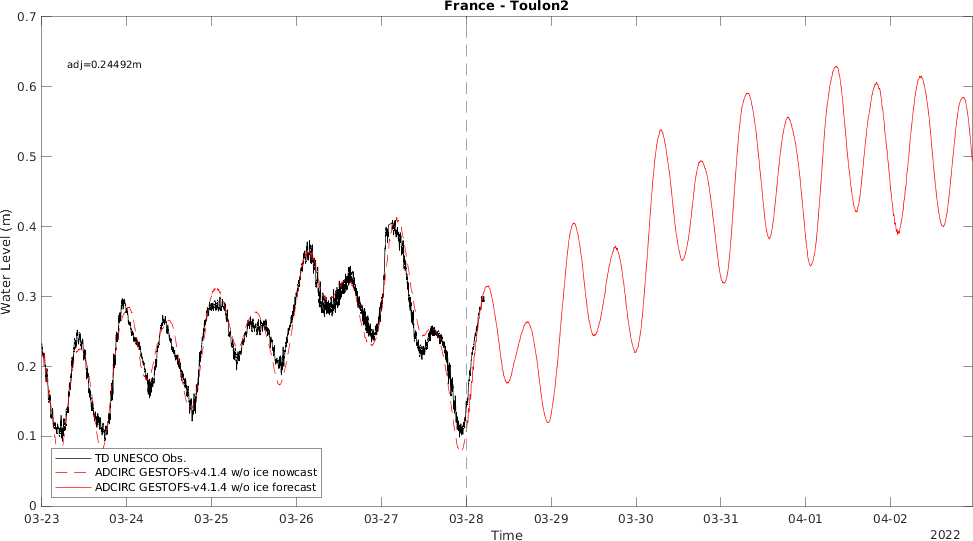 France - Toulon2
adj=0.24492m
0.7
0.6
0.5
0.4
0.3
0.2
0.1
0
Water Level (m)
TD UNESCO Obs.
ADCIRC GESTOFS-v4.1.4 w/o ice nowcast
ADCIRC GESTOFS-v4.1.4 w/o ice forecast
03-23 03-24 03-25 03-26 03-27 03-28 03-29 03-30 03-31 04-01 04-02
Time
2022